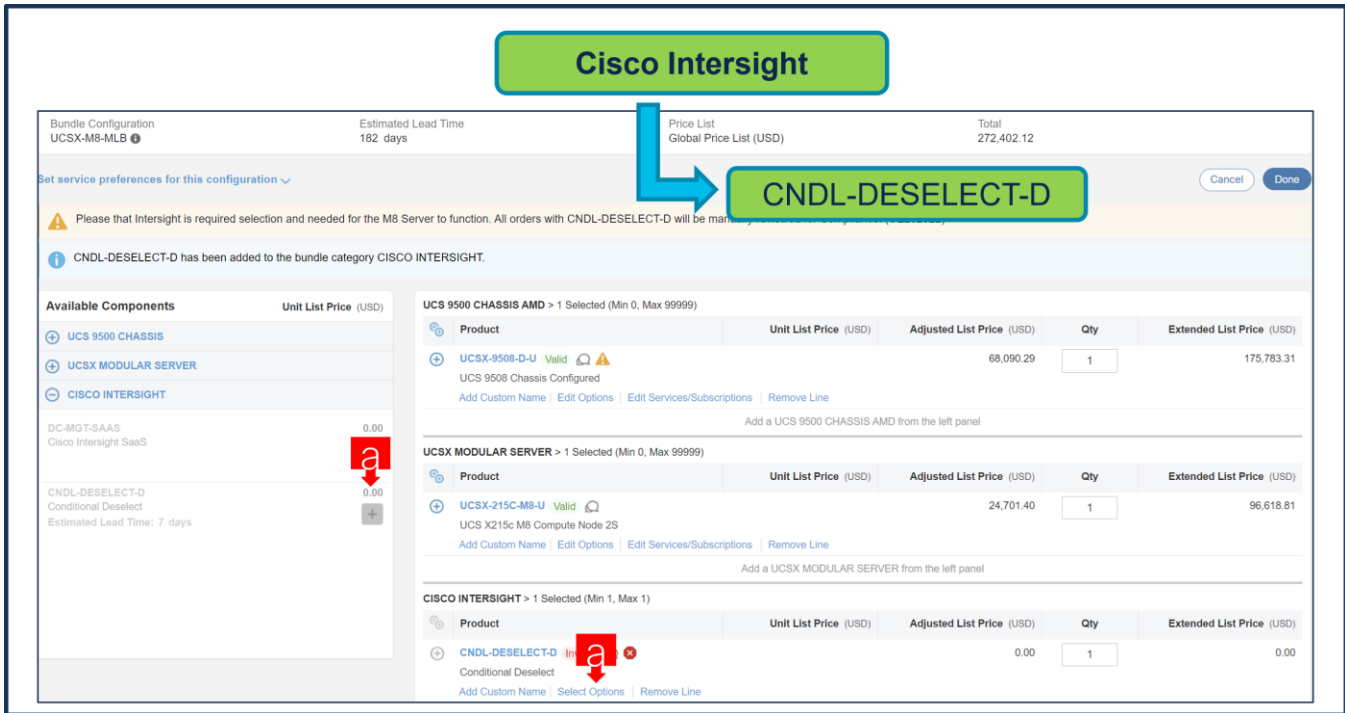 Cisco Intersight
CNDL-DESELECT-D
Bundle Configuration Estimated Lead Time Price List Total
UCSX-M8-MLB 182 days Global Price List (USD) 272,402.12
Set service preferences for this configuration
Cancel Done
Please that Intersight is required selection and needed for the M8 Server to function. All orders with CNDL-DESELECT-D will be
CNDL-DESELECT-D has been added to the bundle category CISCO INTERSIGHT.
Available Components Unit List Price (USD)
UCS 9500 CHASSIS
UCSX MODULAR SERVER
CISCO INTERSIGHT
DC-MGT-SAAS 0.00
Cisco Intersight SaaS
a
CNDL-DESELECT-D 0.00
Conditional Deselect
Estimated Lead Time: 7 days
UCS 9500 CHASSIS AMD > 1 Selected (Min 0, Max 99999)
Product Unit List Price (USD) Adjusted List Price (USD) Qty Extended List Price (USD)
UCSX-9508-D-U Valid 68,090.29 1 175,783.31
UCS 9508 Chassis Configured
Add Custom Name Edit Options Edit Services/Subscriptions Remove Line
Add a UCS 9500 CHASSIS AMD from the left panel
UCSX MODULAR SERVER > 1 Selected (Min 0, Max 99999)
Product Unit List Price (USD) Adjusted List Price (USD) Qty Extended List Price (USD)
UCSX-215C-M8-U Valid 24,701.40 1 96,618.81
UCS X215c M8 Compute Node 2S
Add Custom Name Edit Options Edit Services/Subscriptions Remove Line
Add a UCSX MODULAR SERVER from the left panel
CISCO INTERSIGHT > 1 Selected (Min 1, Max 1)
Product Unit List Price (USD) Adjusted List Price (USD) Qty Extended List Price (USD)
CNDL-DESELECT-D 0.00 1 0.00
a
Conditional Deselect
Add Custom Name Select Options Remove Line